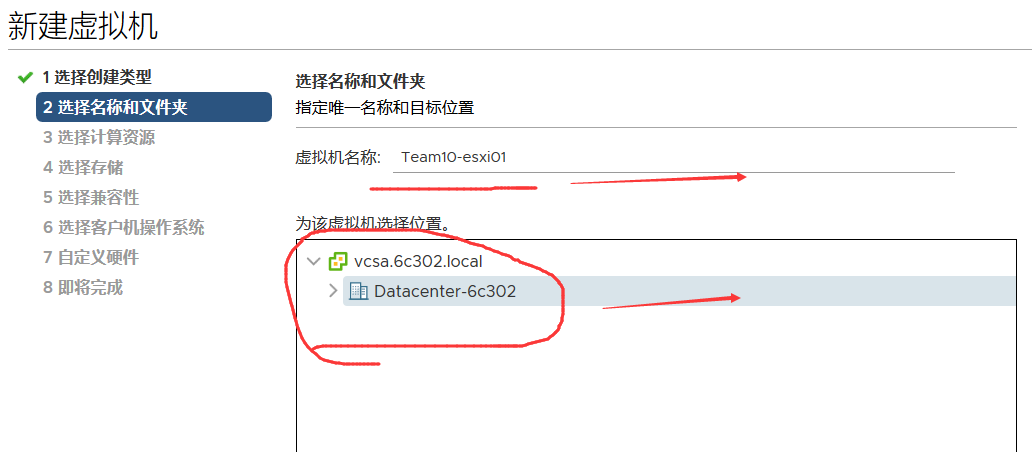 新建虚拟机
1 选择创建类型
2 选择名称和文件夹
3 选择计算资源
4 选择存储
5 选择兼容性
6 选择客户机操作系统
7 自定义硬件
8 即将完成
选择名称和文件夹
指定唯一名称和目标位置
虚拟机名称: Team10-esxi01
为该虚拟机选择位置。
vcsa.6c302.local
Datacenter-6c302